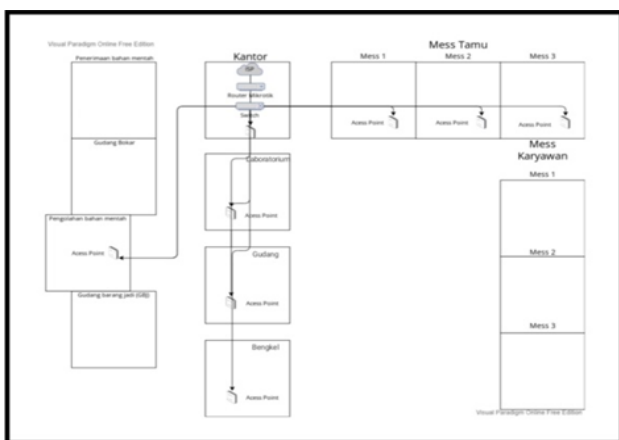 Visual Paradigm Online Free Edition
Penerimaan bahan mentah
Gudang Bokar
Pengolahan bahan mentah
Acess Point
Gudang barang jadi (GBJ)
Kantor
ISP
Router Mikrotik
Switch
Laboratorium
Acess Point
Gudang
Acess Point
Bengkel
Acess Point
Mess Tamu
Mess 1
Mess 2
Mess 3
Acess Point
Acess Point
Acess Point
Mess
Karyawan
Mess 1
Mess 2
Mess 3
Visual Paradigm Online Free Edition